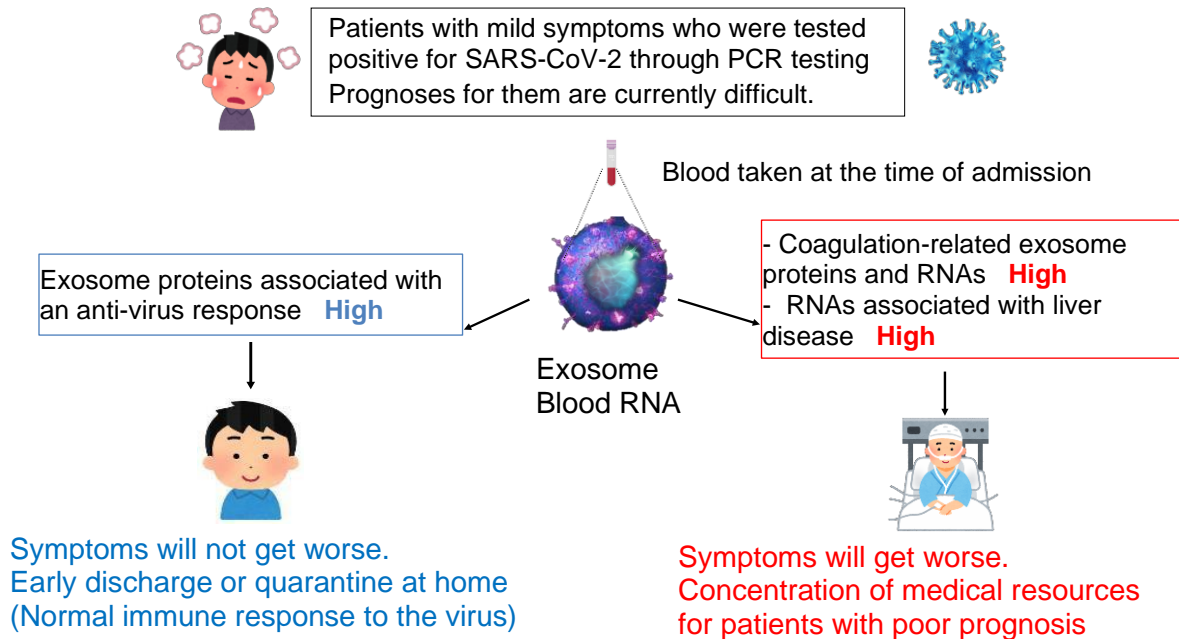 Patients with mild symptoms who were tested
positive for SARS-CoV-2 through PCR testing
Prognoses for them are currently difficult.
Blood taken at the time of admission
Exosome proteins associated with
an anti-virus response High
- Coagulation-related exosome
proteins and RNAs High
- RNAs associated with liver
disease High
Exosome
Blood RNA
Symptoms will not get worse.
Early discharge or quarantine at home
(Normal immune response to the virus)
Symptoms will get worse.
Concentration of medical resources
for patients with poor prognosis